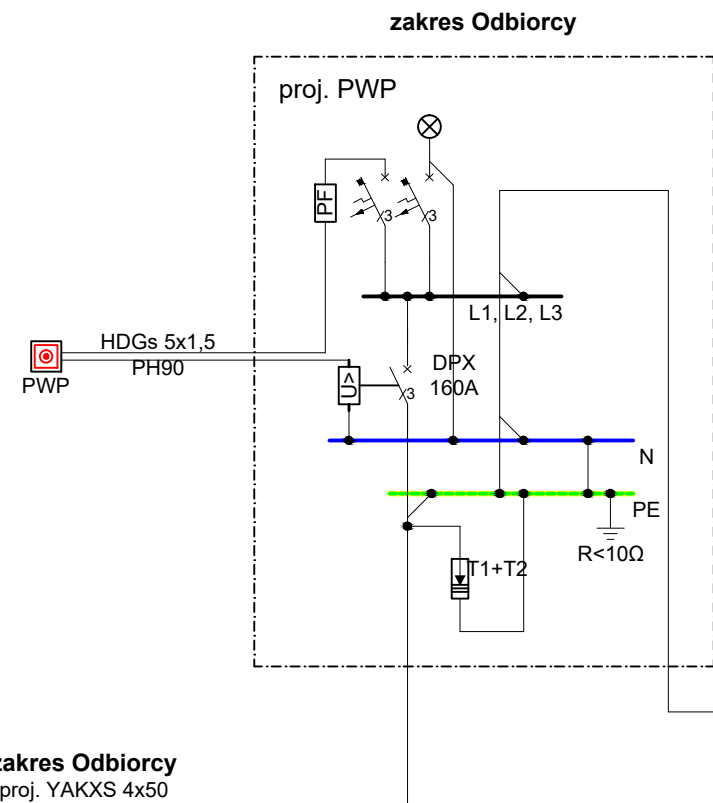 zakres Odbiorcy
proj. PWP
PF
3
3
L1, L2, L3
HDGs 5x1,5
PH90
PWP
U>
3
DPX
160A
N
PE
R<10Ω
T1+T2
zakres Odbiorcy
proj. YAKXS 4x50